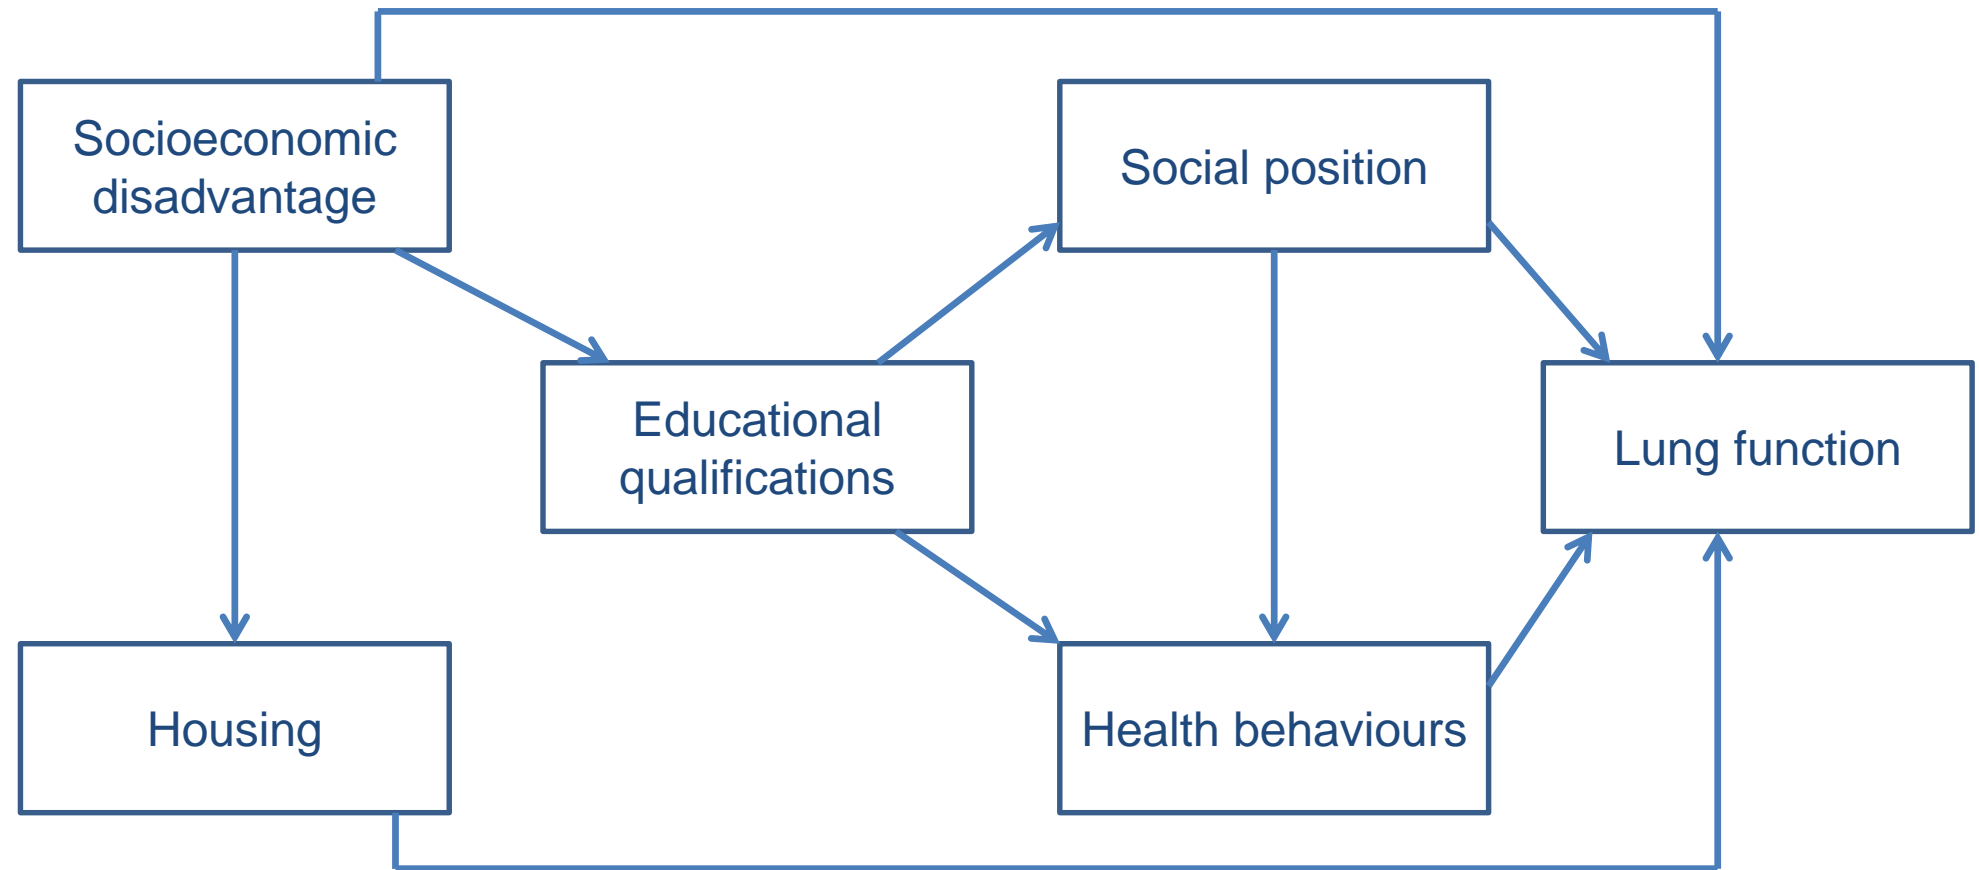 Socioeconomic
disadvantage
Social position
Educational
qualifications
Lung function
Housing
Health behaviours